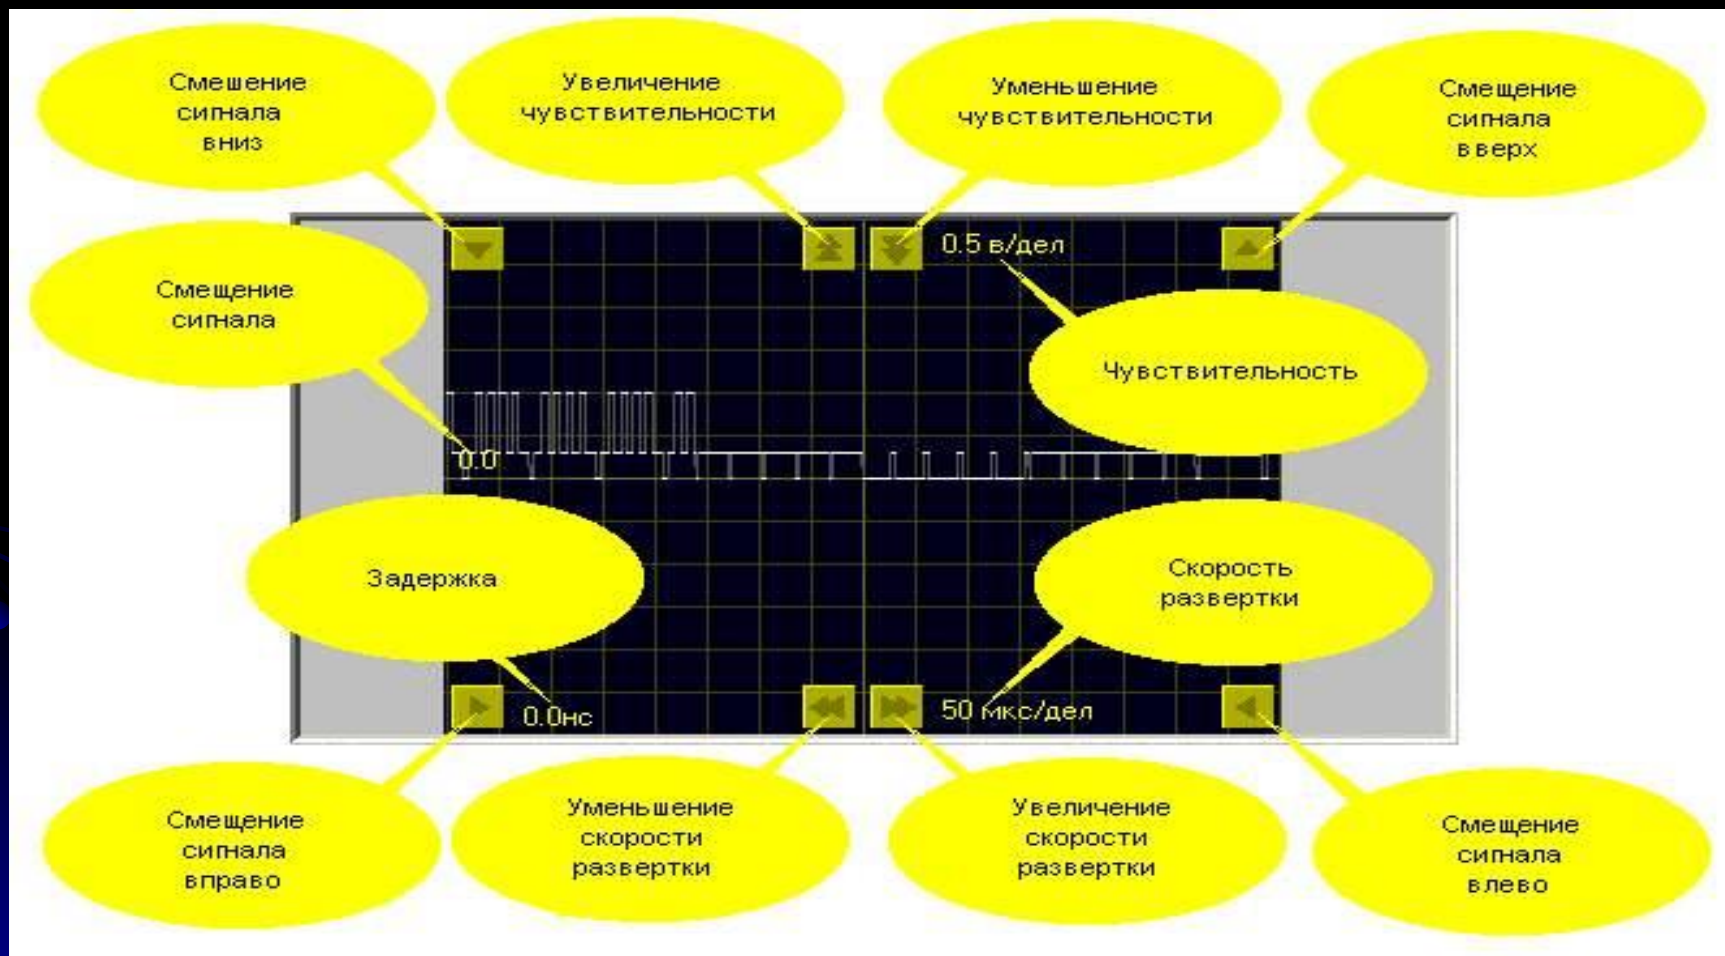 Смешение
сигнала
вниз
Увеличение
чувствительности
Уменьшение
чувствительности
Смещение
сигнала
вверх
Смещение
сигнала
0.5 в/дел
Чувствительность
0.0
Задержка
Скорость
развертки
0.0нс
50 мкс/дел
Смещение
сигнала
вправо
Уменьшение
скорости
развертки
Увеличение
скорости
развертки
Смещение
сигнала
влево